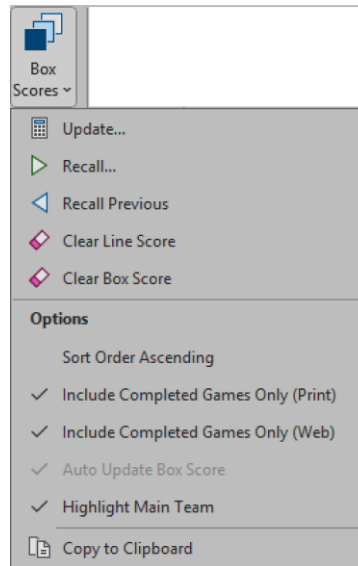 Box
Scores
Update...
Recall...
Recall Previous
Clear Line Score
Clear Box Score
Options
Sort Order Ascending
Include Completed Games Only (Print)
Include Completed Games Only (Web)
Auto Update Box Score
Highlight Main Team
Copy to Clipboard